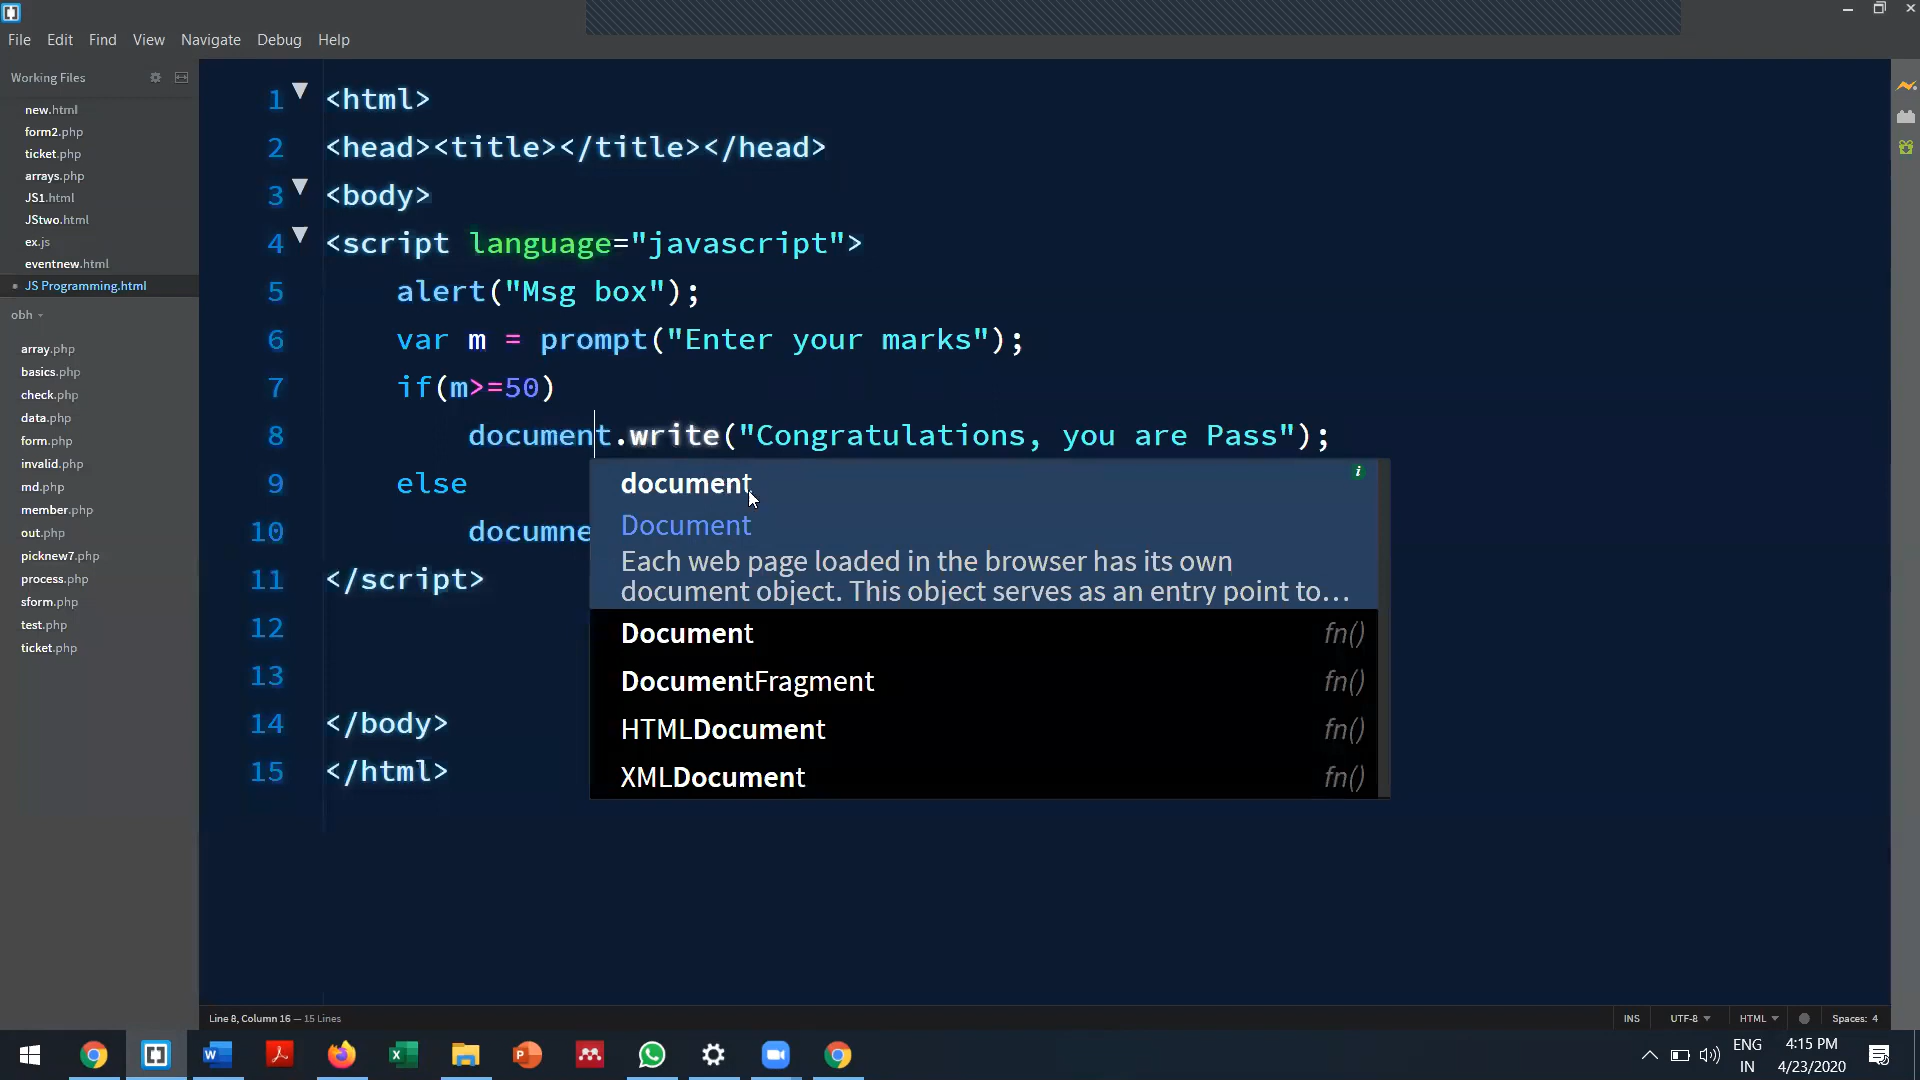 File Edit Find View Navigate Debug Help
Working Files
new.html
form2.php
ticket.php
arrays.php
JS1.html
JStwo.html
ex.js
eventnew.html
JS Programming.html
obh
array.php
basics.php
check.php
data.php
form.php
invalid.php
md.php
member.php
out.php
picknew7.php
process.php
sform.php
test.php
ticket.php
1 <html>
2 <head><title></title></head>
3 <body>
4 <script language="javascript">
5 alert("Msg box");
6 var m = prompt("Enter your marks");
7 if(m>=50)
8 document.write("Congratulations, you are Pass");
9 else
10 documne
11 </script>
12
13
14 </body>
15 </html>
document
Document
Each web page loaded in the browser has its own
document object. This object serves as an entry point to...
Document fn()
DocumentFragment fn()
HTMLDocument fn()
XMLDocument fn()
Line 8, Column 16 — 15 Lines
INS UTF-8 HTML Spaces: 4
ENG
IN
4:15 PM
4/23/2020